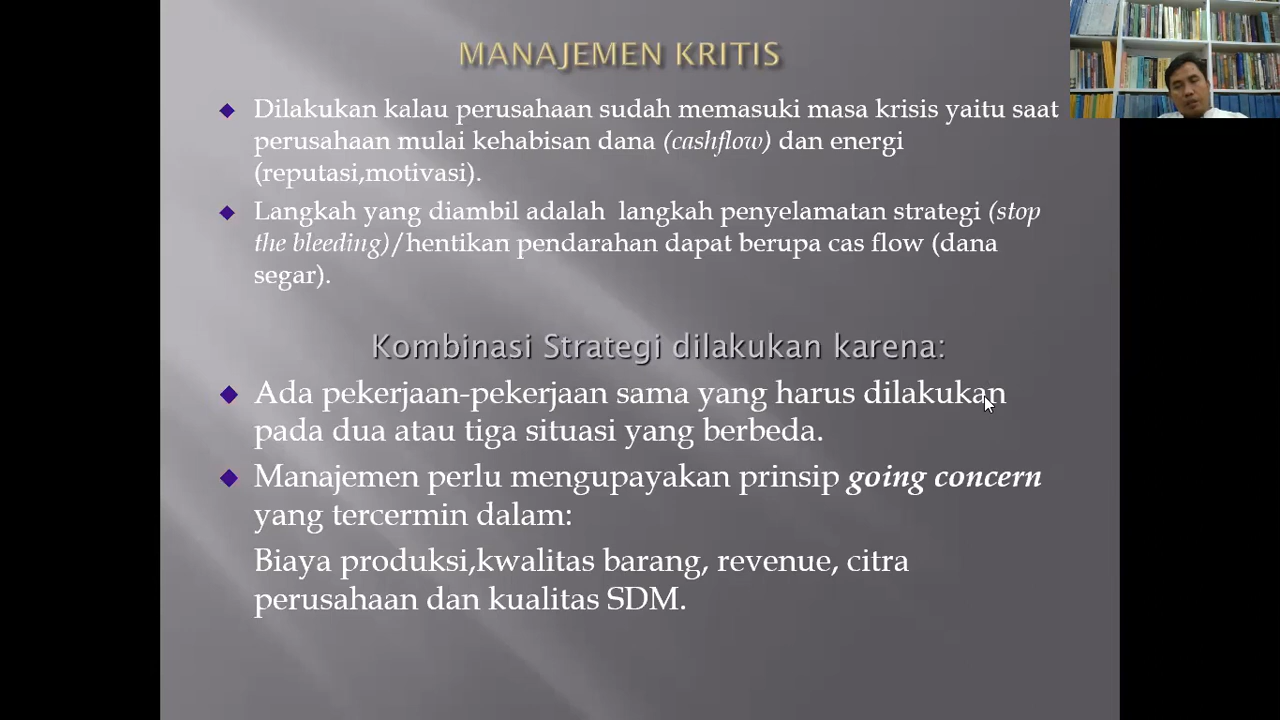 MANAJEMEN KRITIS
Dilakukan kalau perusahaan sudah memasuki masa krisis yaitu saat
perusahaan mulai kehabisan dana (cashflow) dan energi
(reputasi,motivasi).
Langkah yang diambil adalah langkah penyelamatan strategi (stop
the bleeding)/hentikan pendarahan dapat berupa cas flow (dana
segar).
Kombinasi Strategi dilakukan karena:
Ada pekerjaan-pekerjaan sama yang harus dilakukan
pada dua atau tiga situasi yang berbeda.
Manajemen perlu mengupayakan prinsip going concern
yang tercermin dalam:
Biaya produksi,kwalitas barang, revenue, citra
perusahaan dan kualitas SDM.